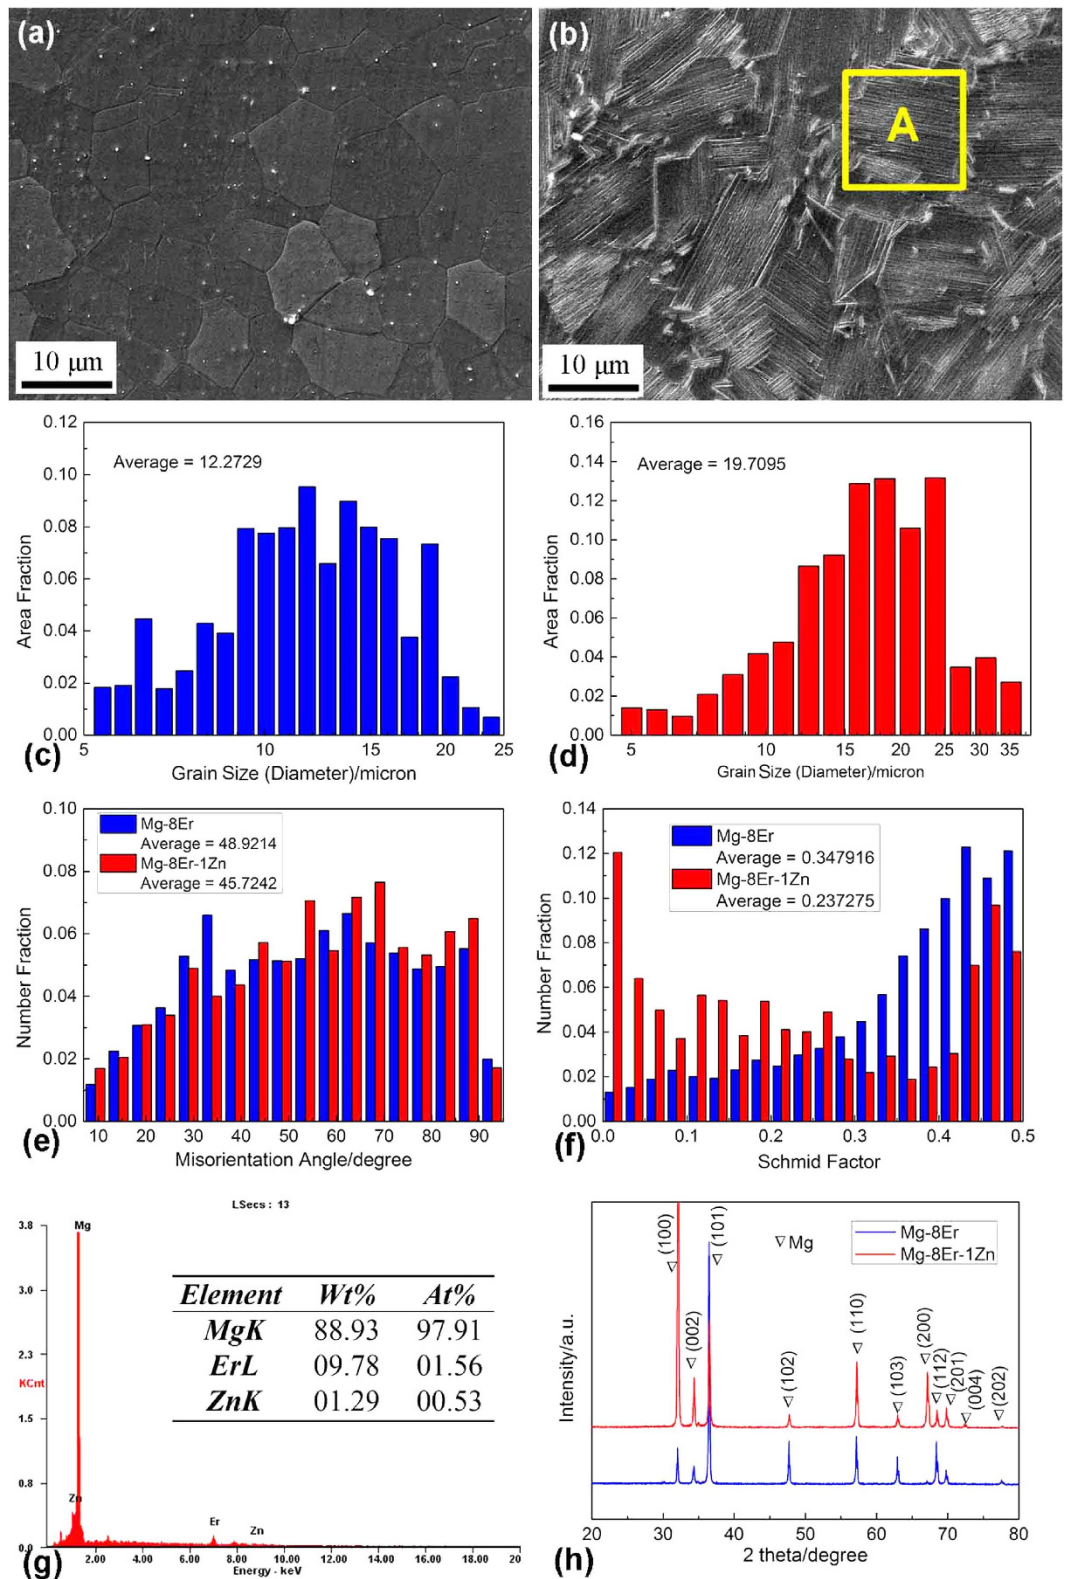 (a)
10 μm
(b)
A
10 μm
0.12
0.10
0.08
0.06
0.04
0.02
0.00
Area Fraction
Average = 12.2729
5 10 15 20 25
Grain Size (Diameter)/micron
(c)
0.16
0.14
0.12
0.10
0.08
0.06
0.04
0.02
0.00
Area Fraction
Average = 19.7095
5 10 15 20 25 30 35
Grain Size (Diameter)/micron
(d)
0.10
0.08
0.06
0.04
0.02
0.00
Number Fraction
Mg-8Er
Average = 48.9214
Mg-8Er-1Zn
Average = 45.7242
10 20 30 40 50 60 70 80 90
Misorientation Angle/degree
(e)
0.14
0.12
0.10
0.08
0.06
0.04
0.02
0.00
Number Fraction
Mg-8Er
Average = 0.347916
Mg-8Er-1Zn
Average = 0.237275
0.0 0.1 0.2 0.3 0.4 0.5
Schmid Factor
(f)
LSecs : 13
3.8
3.0
2.3
KCnt
1.5
0.8
Mg
Zn
Er
Zn
Element Wt% At%
MgK 88.93 97.91
ErL 09.78 01.56
ZnK 01.29 00.53
2.00 4.00 6.00 8.00 10.00 12.00 14.00 16.00 18.00 20
Energy - keV
(g)
Intensity/a.u.
(100)
(002)
(101)
▽Mg
Mg-8Er
Mg-8Er-1Zn
(102)
(110)
(103)
(200)
(112)
(201)
(004)
(202)
20 30 40 50 60 70 80
2 theta/degree
(h)